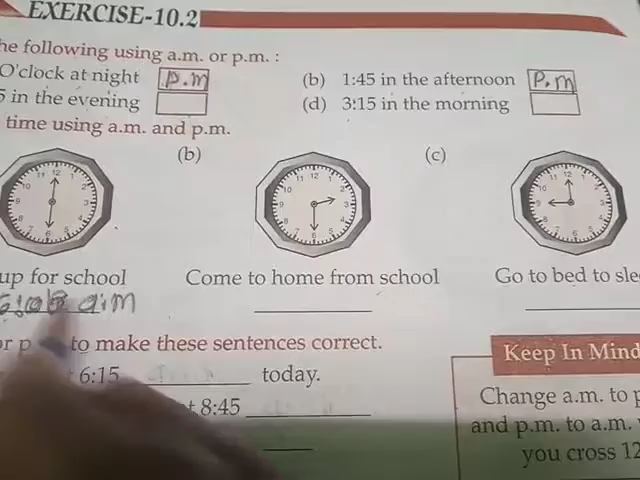 EXERCISE-10.2
he following using a.m. or p.m. :
O'clock at night p.m
(b) 1:45 in the afternoon P.m
5 in the evening
(d) 3:15 in the morning
time using a.m. and p.m.
(b)
(c)
up for school
Come to home from school
Go to bed to slee
a.m
or p to make these sentences correct.
6:15 today.
8:45
Keep In Mind
Change a.m. to p
and p.m. to a.m.
you cross 12